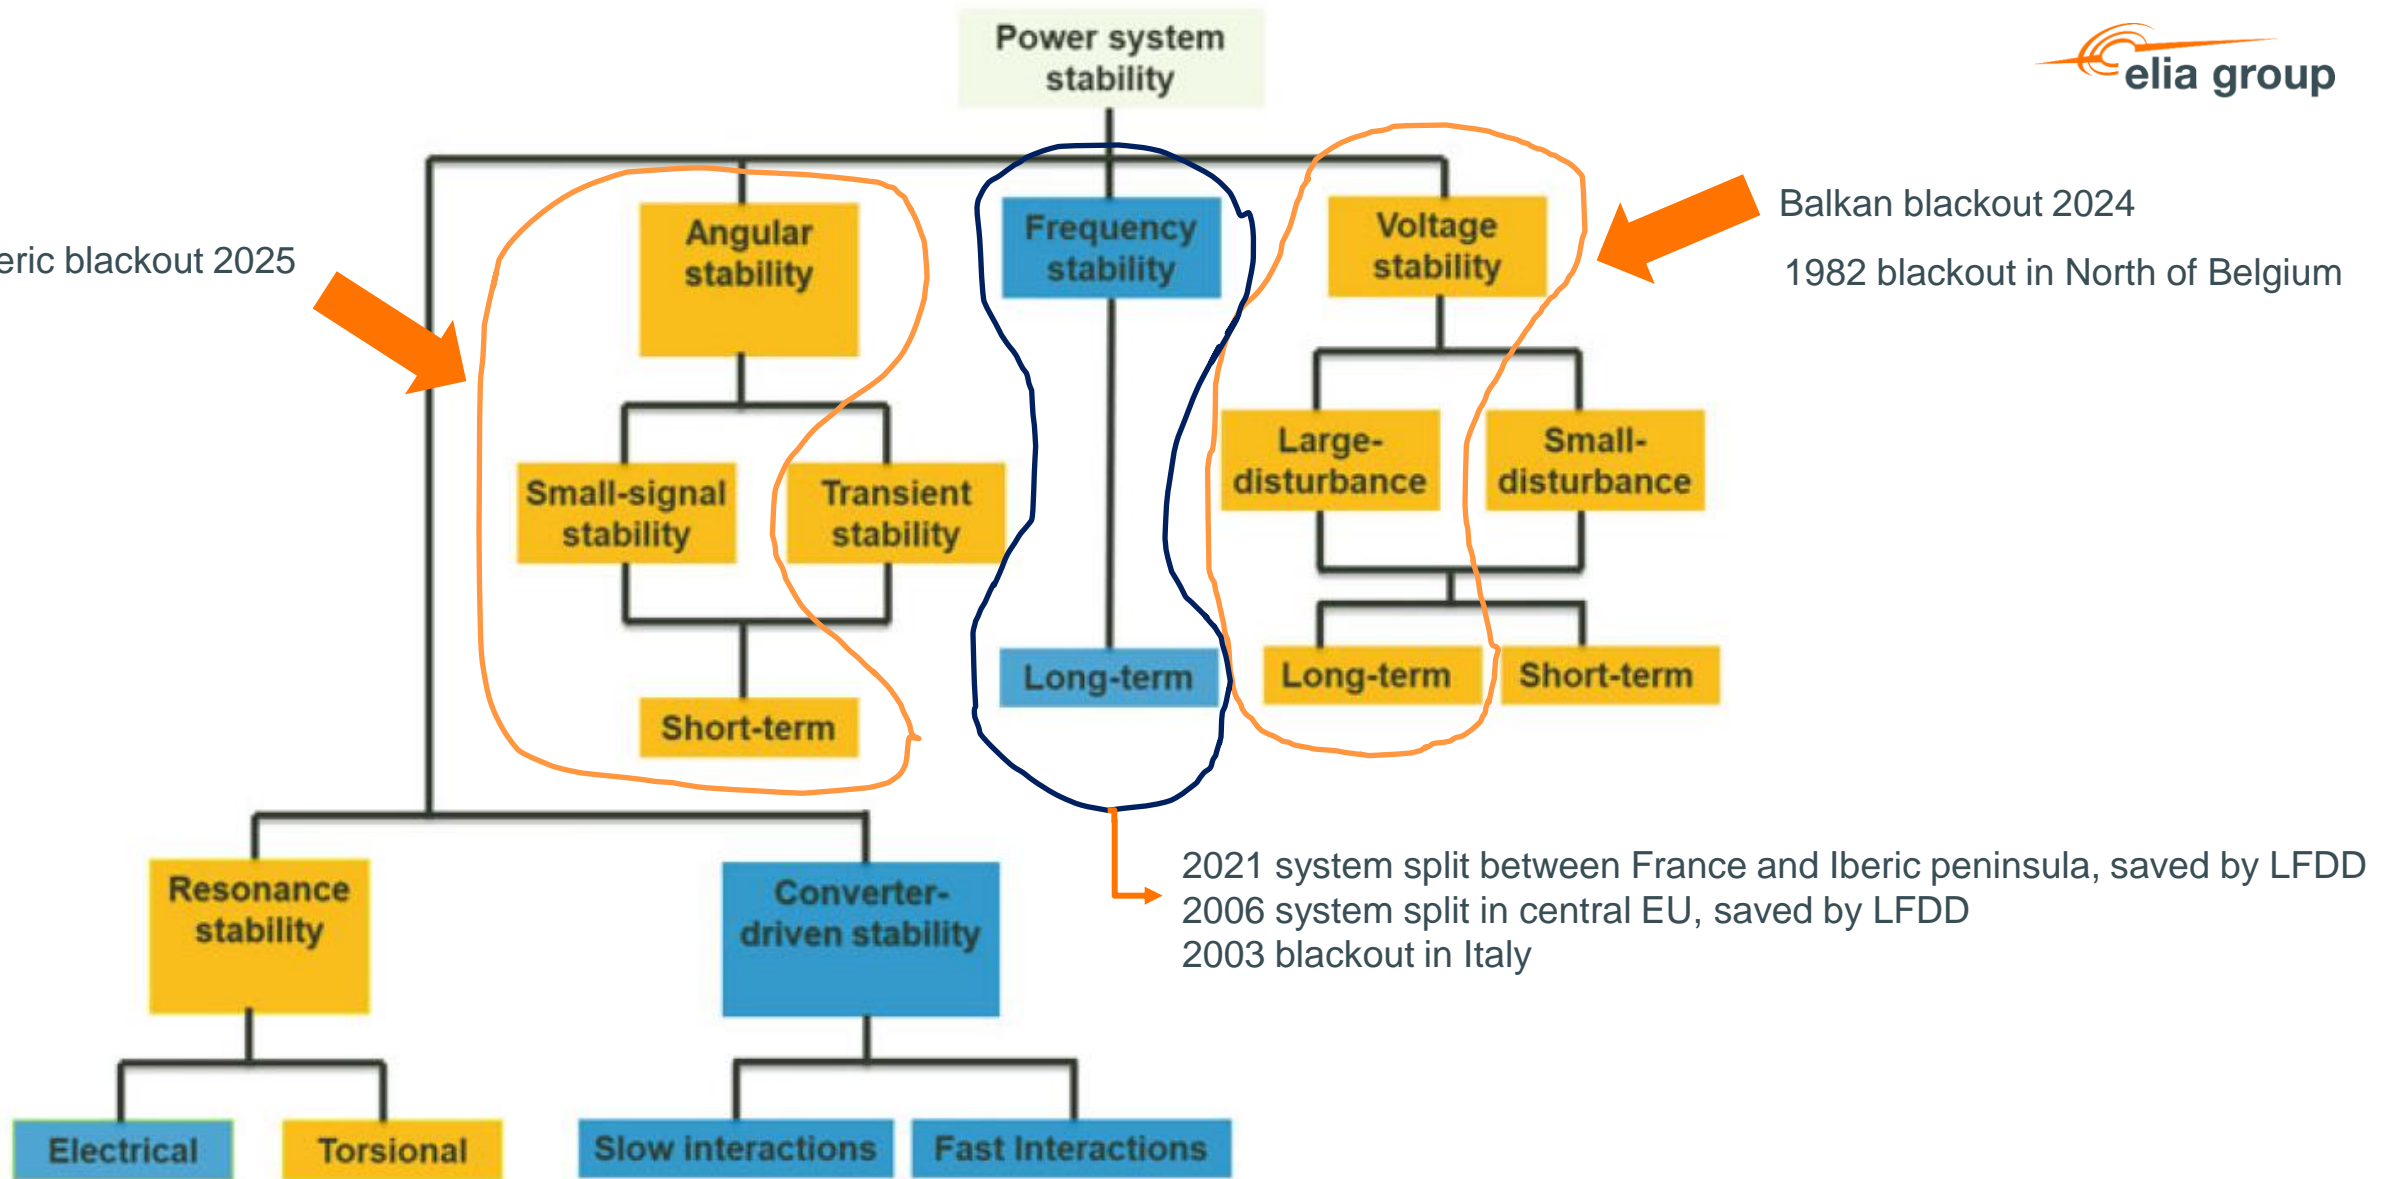 Power system
stability
elia group
eric blackout 2025
Angular
stability
Frequency
stability
Voltage
stability
Balkan blackout 2024
1982 blackout in North of Belgium
Small-signal
stability
Transient
stability
Large-
disturbance
Small-
disturbance
Short-term
Long-term
Long-term
Short-term
Resonance
stability
Converter-
driven stability
2021 system split between France and Iberic peninsula, saved by LFDD
2006 system split in central EU, saved by LFDD
2003 blackout in Italy
Electrical
Torsional
Slow interactions
Fast Interactions